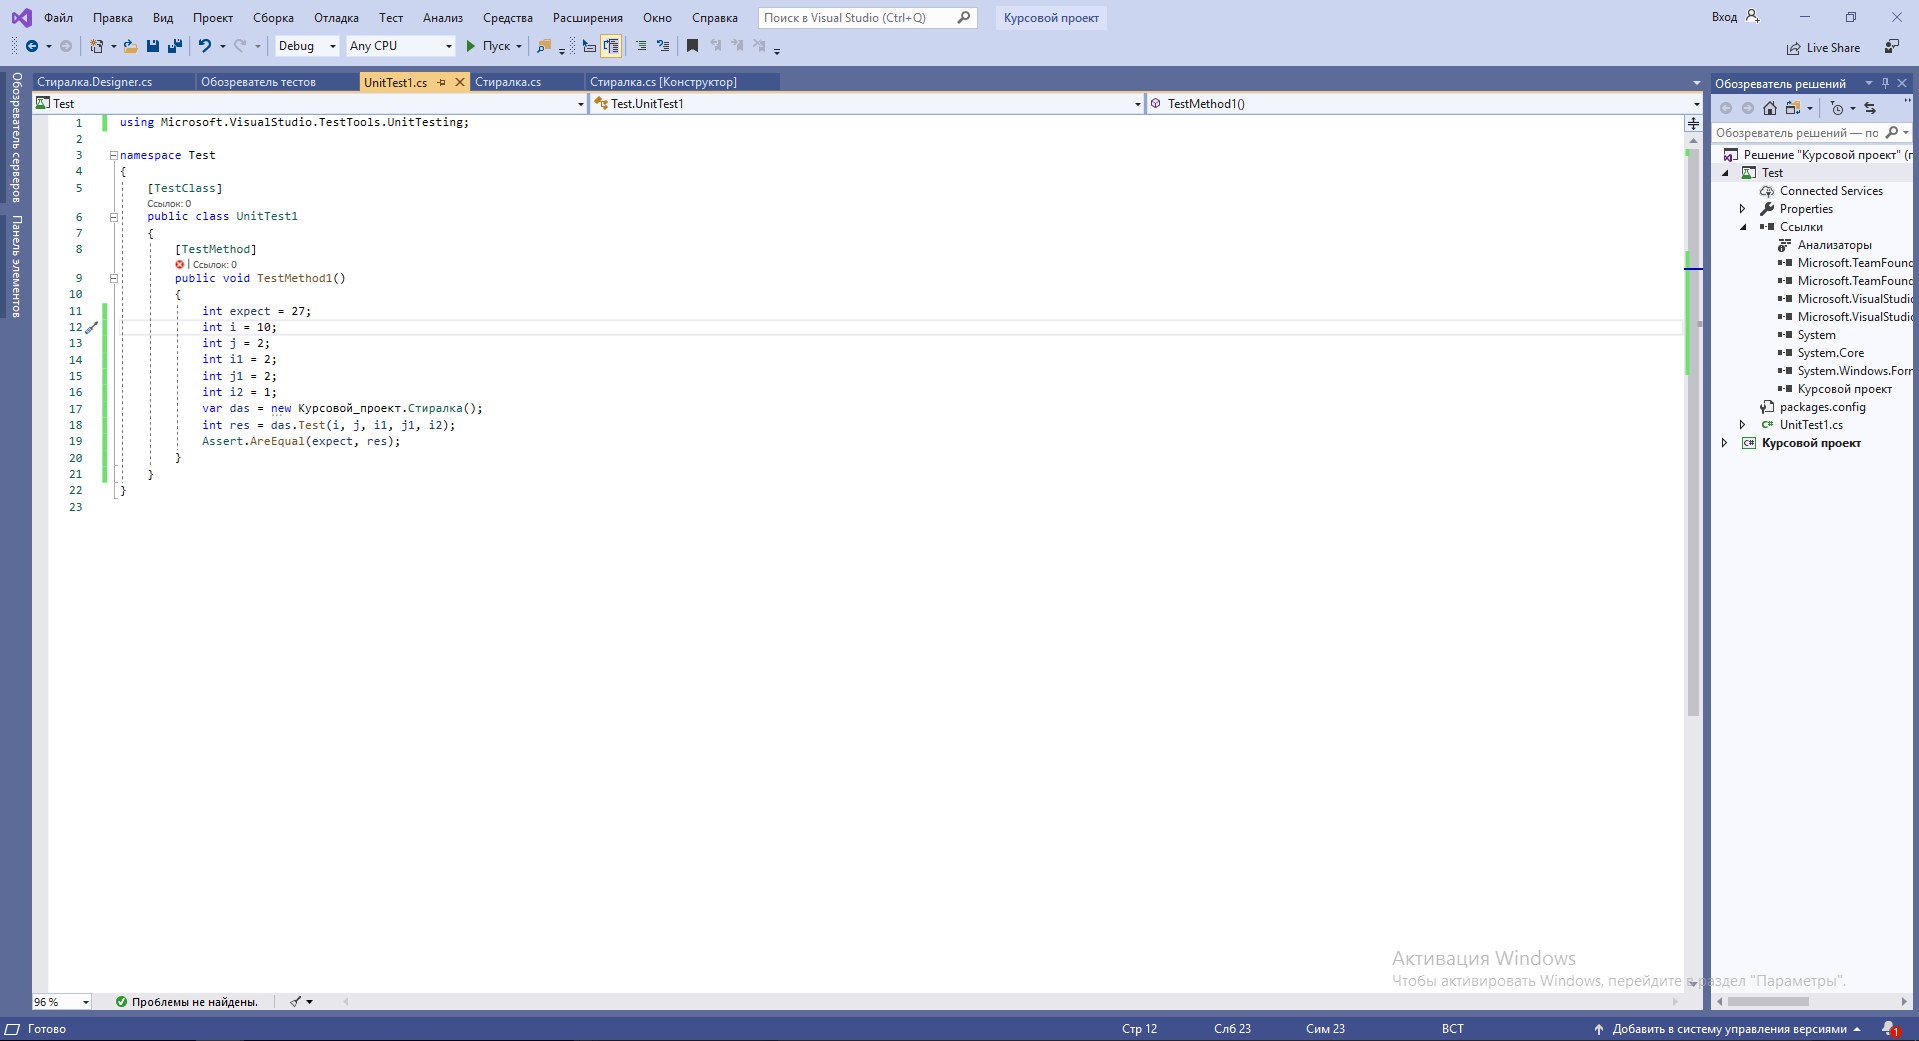 Файл Правка Вид Проект Сборка Отладка Тест Анализ Средства Расширения Окно Справка Поиск в Visual Studio (Ctrl+Q) Курсовой проект Вход
Debug Any CPU Пуск Live Share
Обозреватель серверов
Панель элементов
Стиралка.Designer.cs Обозреватель тестов UnitTest1.cs Стиралка.cs Стиралка.cs [Конструктор]
Test Test.UnitTest1 TestMethod1()
1 using Microsoft.VisualStudio.TestTools.UnitTesting;
2
3 namespace Test
4 {
5 [TestClass]
Ссылок: 0
6 public class UnitTest1
7 {
8 [TestMethod]
| Ссылок: 0
9 public void TestMethod1()
10 {
11 int expect = 27;
12 int i = 10;
13 int j = 2;
14 int i1 = 2;
15 int j1 = 2;
16 int i2 = 1;
17 var das = new Курсовой_проект.Стиралка();
18 int res = das.Test(i, j, i1, j1, i2);
19 Assert.AreEqual(expect, res);
20 }
21 }
22 }
23
Обозреватель решений
Обозреватель решений — по
Решение "Курсовой проект" (п
Test
Connected Services
Properties
Ссылки
Анализаторы
Microsoft.TeamFound
Microsoft.TeamFound
Microsoft.VisualStudio
Microsoft.VisualStudio
System
System.Core
System.Windows.Forn
Курсовой проект
packages.config
C# UnitTest1.cs
C# Курсовой проект
Активация Windows
Чтобы активировать Windows, перейдите в раздел "Параметры".
96 % Проблемы не найдены.
Готово Стр 12 Слб 23 Сим 23 ВСТ Добавить в систему управления версиями 1